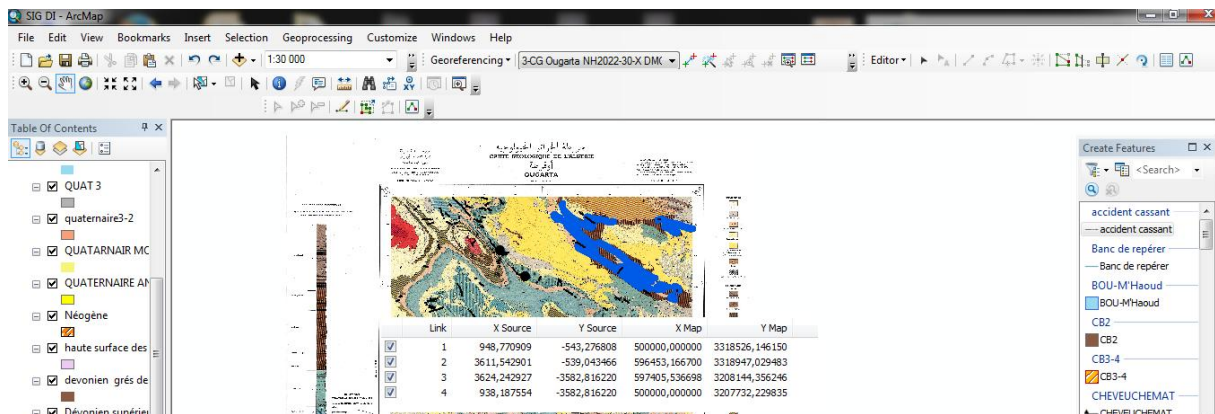 SIG DI - ArcMap
File Edit View Bookmarks Insert Selection Geoprocessing Customize Windows Help
1:30 000 Georeferencing 3-CG Ougarta NH2022-30-X DMC Editor
Table Of Contents
QUAT 3
quaternaire3-2
QUATARNAIR MC
QUATERNAIRE AN
Néogène
haute surface des
devonien grés de
Dévonien supérieu
CARTE GEOLOGIQUE DE L'ALGERIE
OUGARTA
Link X Source Y Source X Map Y Map
1 948,770909 -543,276808 500000,000000 3318526,146150
2 3611,542901 -539,043466 596453,166700 3318947,029483
3 3624,242927 -3582,816220 597405,536698 3208144,356246
4 938,187554 -3582,816220 500000,000000 3207732,229835
Create Features
<Search>
accident cassant
accident cassant
Banc de repérer
Banc de repérer
BOU-M'Haoud
BOU-M'Haoud
CB2
CB2
CB3-4
CB3-4
CHEVEUCHEMAT
CHEVEUCHEMAT